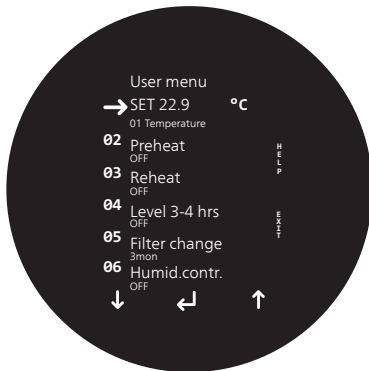 User menu
→SET 22.9 °C
01 Temperature
02 Preheat
OFF
03 Reheat
OFF
04 Level 3-4 hrs
OFF
05 Filter change
3mon
06 Humid.contr.
OFF
HELP
EXIT
↓ ↵ ↑